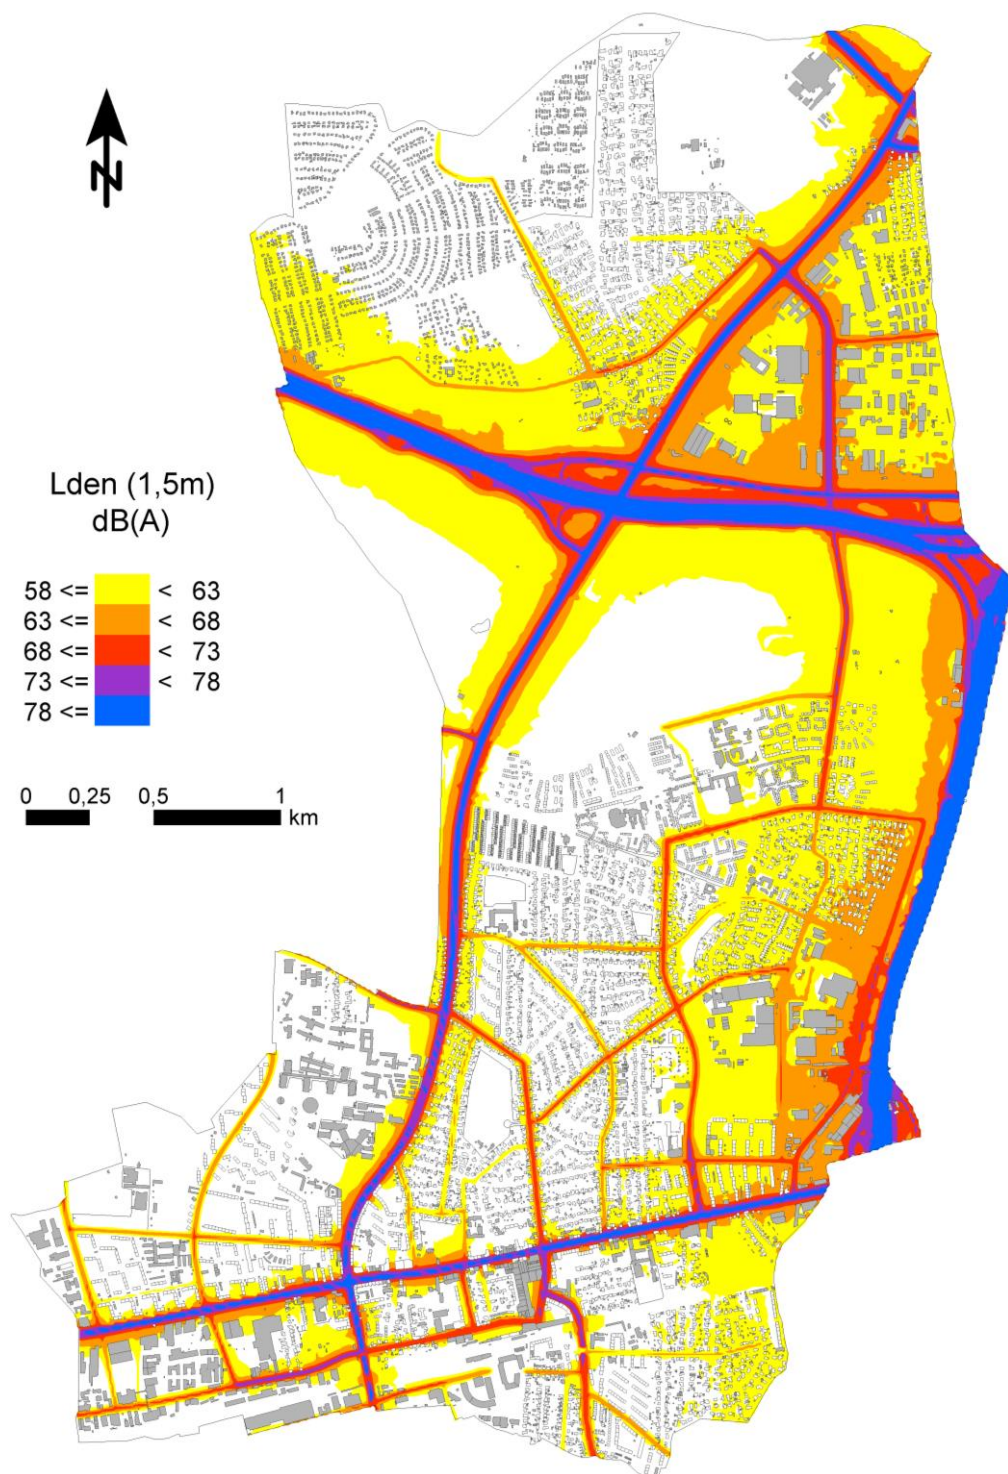 N
Lden (1,5m)
dB(A)
58 <= < 63
63 <= < 68
68 <= < 73
73 <= < 78
78 <=
0 0,25 0,5 1
km